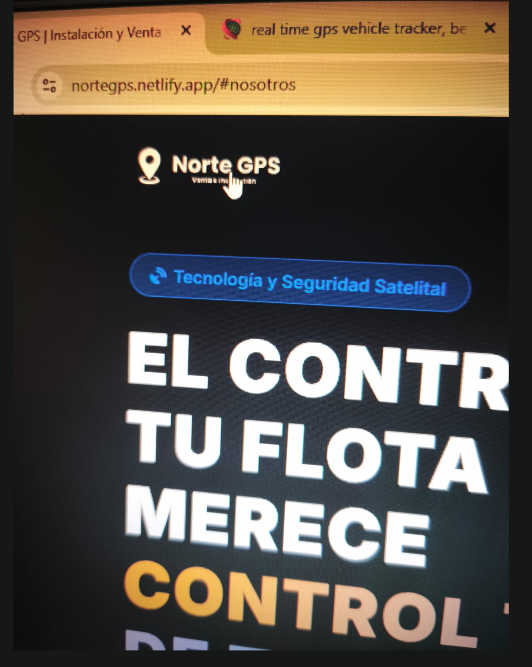 GPS | Instalación y Venta
real time gps vehicle tracker, be
nortegps.netlify.app/#nosotros
Norte GPS
Tecnología y Seguridad Satelital
EL CONTR
TU FLOTA
MERECE
CONTROL
DE